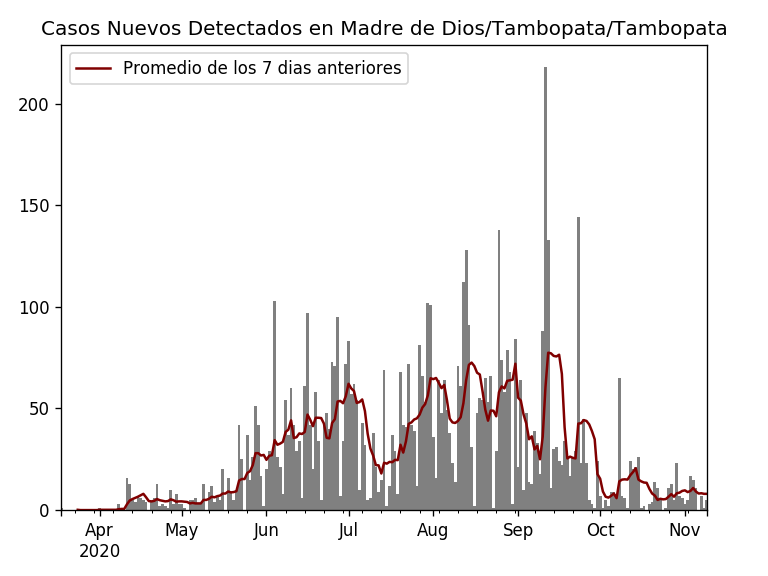 Casos Nuevos Detectados en Madre de Dios/Tambopata/Tambopata
Promedio de los 7 dias anteriores
200
150
100
50
0
Apr May Jun Jul Aug Sep Oct Nov
2020